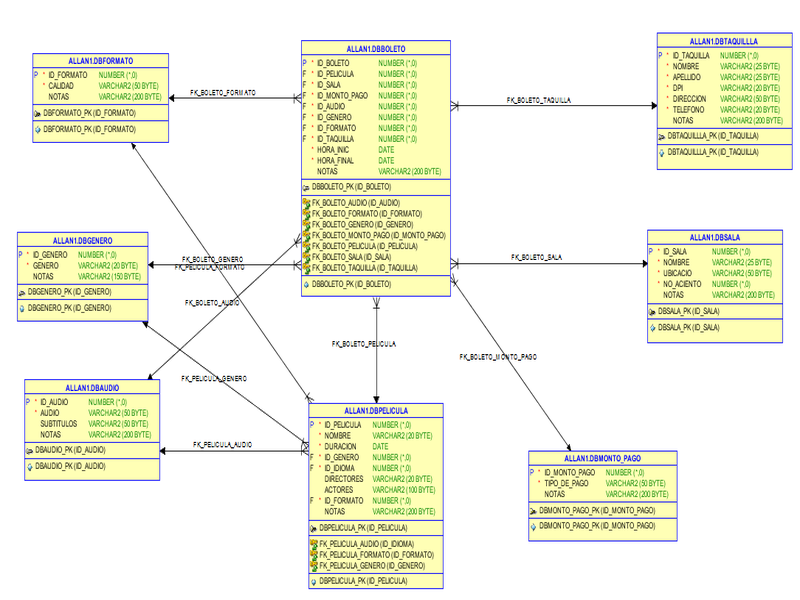 ALLAN1.DBFORMATO
P * ID_FORMATO NUMBER (*,0)
* CALIDAD VARCHAR2 (50 BYTE)
NOTAS VARCHAR2 (200 BYTE)
DBFORMATO_PK (ID_FORMATO)
DBFORMATO_PK (ID_FORMATO)
FK_BOLETO_FORMATO
ALLAN1.DBBOLETO
P * ID_BOLETO NUMBER (*,0)
F * ID_PELICULA NUMBER (*,0)
F * ID_SALA NUMBER (*,0)
F * ID_MONTO_PAGO NUMBER (*,0)
F * ID_AUDIO NUMBER (*,0)
F * ID_GENERO NUMBER (*,0)
F * ID_FORMATO NUMBER (*,0)
F * ID_TAQUILLA NUMBER (*,0)
* HORA_INIC DATE
* HORA_FINAL DATE
NOTAS VARCHAR2 (200 BYTE)
DBBOLETO_PK (ID_BOLETO)
FK_BOLETO_AUDIO (ID_AUDIO)
FK_BOLETO_FORMATO (ID_FORMATO)
FK_BOLETO_GENERO (ID_GENERO)
FK_BOLETO_MONTO_PAGO (ID_MONTO_PAGO)
FK_BOLETO_PELICULA (ID_PELICULA)
FK_BOLETO_SALA (ID_SALA)
FK_BOLETO_TAQUILLA (ID_TAQUILLA)
DBBOLETO_PK (ID_BOLETO)
FK_BOLETO_TAQUILLA
ALLAN1.DBTAQUILLLA
P * ID_TAQUILLA NUMBER (*,0)
* NOMBRE VARCHAR2 (25 BYTE)
* APELLIDO VARCHAR2 (25 BYTE)
* DPI VARCHAR2 (20 BYTE)
* DIRECCION VARCHAR2 (50 BYTE)
* TELEFONO VARCHAR2 (20 BYTE)
NOTAS VARCHAR2 (200 BYTE)
DBTAQUILLLA_PK (ID_TAQUILLA)
DBTAQUILLLA_PK (ID_TAQUILLA)
ALLAN1.DBGENERO
P * ID_GENERO NUMBER (*,0)
* GENERO VARCHAR2 (20 BYTE)
NOTAS VARCHAR2 (150 BYTE)
DBGENERO_PK (ID_GENERO)
DBGENERO_PK (ID_GENERO)
FK_BOLETO_GENERO
FK_PELICULA_FORMATO
FK_BOLETO_AUDIO
FK_BOLETO_SALA
ALLAN1.DBSALA
P * ID_SALA NUMBER (*,0)
* NOMBRE VARCHAR2 (25 BYTE)
* UBICACIO VARCHAR2 (50 BYTE)
* NO_ACIENTO NUMBER (*,0)
NOTAS VARCHAR2 (200 BYTE)
DBSALA_PK (ID_SALA)
DBSALA_PK (ID_SALA)
FK_BOLETO_PELICULA
FK_BOLETO_MONTO_PAGO
FK_PELICULA_GENERO
ALLAN1.DBAUDIO
P * ID_AUDIO NUMBER (*,0)
* AUDIO VARCHAR2 (50 BYTE)
SUBTITULOS VARCHAR2 (50 BYTE)
NOTAS VARCHAR2 (200 BYTE)
DBAUDIO_PK (ID_AUDIO)
DBAUDIO_PK (ID_AUDIO)
FK_PELICULA_AUDIO
ALLAN1.DBPELICULA
P * ID_PELICULA NUMBER (*,0)
* NOMBRE VARCHAR2 (20 BYTE)
* DURACION DATE
F * ID_GENERO NUMBER (*,0)
F * ID_IDIOMA NUMBER (*,0)
DIRECTORES VARCHAR2 (20 BYTE)
ACTORES VARCHAR2 (100 BYTE)
F * ID_FORMATO NUMBER (*,0)
NOTAS VARCHAR2 (200 BYTE)
DBPELICULA_PK (ID_PELICULA)
FK_PELICULA_AUDIO (ID_IDIOMA)
FK_PELICULA_FORMATO (ID_FORMATO)
FK_PELICULA_GENERO (ID_GENERO)
DBPELICULA_PK (ID_PELICULA)
ALLAN1.DBMONTO_PAGO
P * ID_MONTO_PAGO NUMBER (*,0)
* TIPO_DE_PAGO VARCHAR2 (50 BYTE)
NOTAS VARCHAR2 (200 BYTE)
DBMONTO_PAGO_PK (ID_MONTO_PAGO)
DBMONTO_PAGO_PK (ID_MONTO_PAGO)